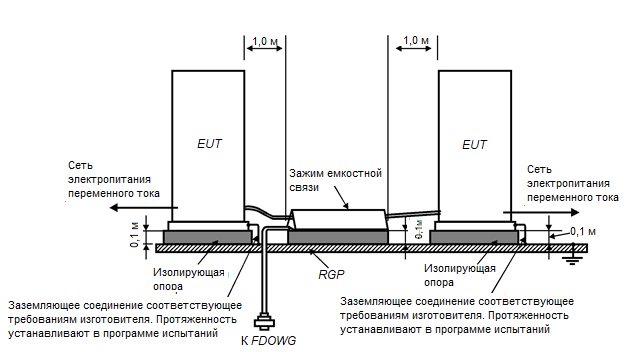 1,0 м
1,0 м
EUT
EUT
Сеть
электропитания
переменного тока
Зажим емкостной
связи
Сеть
электропитания
переменного тока
0,1 м
0,1м
0,1 м
Изолирующая
опора
RGP
Изолирующая
опора
Заземляющее соединение соответствующее
требованиям изготовителя. Протяженность
устанавливают в программе испытаний
Заземляющее соединение соответствующее
требованиям изготовителя. Протяженность
устанавливают в программе испытаний
К FDOWG